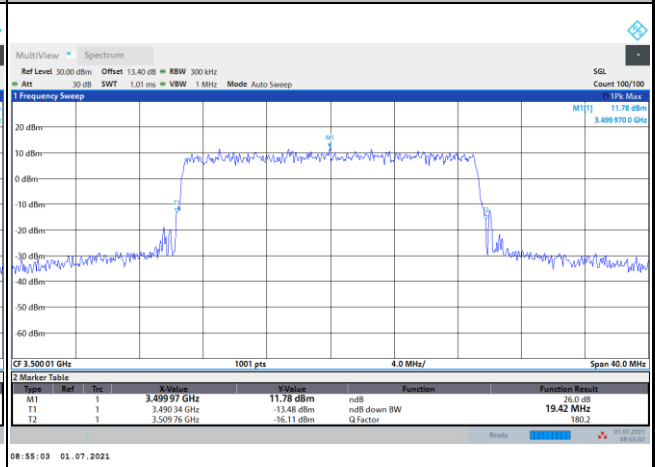 MultiView Spectrum
Ref Level 30.00 dBm Offset 13.40 dB RBW 300 kHz SGL
Att 30 dB SWT 1.01 ms VBW 1 MHz Mode Auto Sweep Count 100/100
1 Frequency Sweep 1Pk Max
M1[1] 11.78 dBm
3.499 970 0 GHz
20 dBm
M1
10 dBm
0 dBm
-10 dBm
-20 dBm
-30 dBm
-40 dBm
-50 dBm
-60 dBm
CF 3.500 01 GHz 1001 pts 4.0 MHz/ Span 40.0 MHz
2 Marker Table
Type Ref Trc X-Value Y-Value Function Function Result
M1 1 3.499 97 GHz 11.78 dBm ndB 26.0 dB
T1 1 3.490 34 GHz -13.48 dBm ndB down BW 19.42 MHz
T2 1 3.509 76 GHz -16.11 dBm Q Factor 180.2
Ready 01.07.2021
08:55:02
08:55:03 01.07.2021